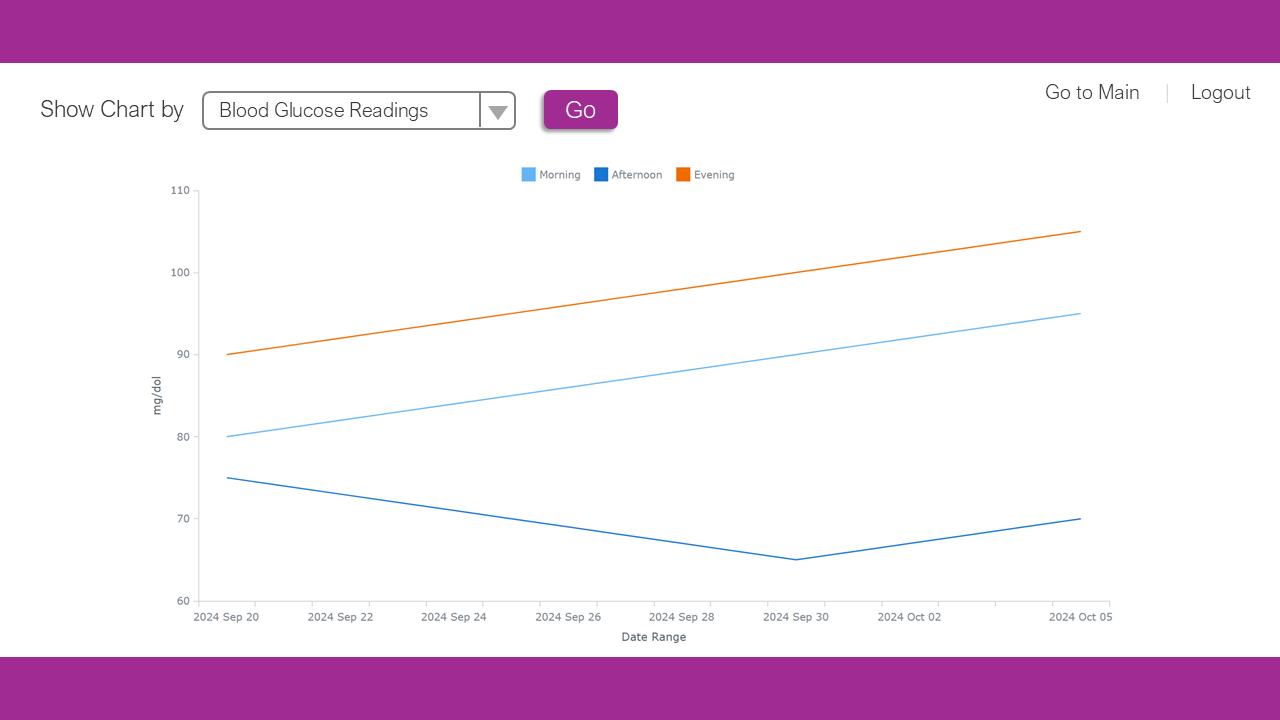 Show Chart by
Blood Glucose Readings
Go
Go to Main
Logout
Morning Afternoon Evening
110
100
90
80
70
60
mg/dol
2024 Sep 20 2024 Sep 22 2024 Sep 24 2024 Sep 26 2024 Sep 28 2024 Sep 30 2024 Oct 02 2024 Oct 05
Date Range